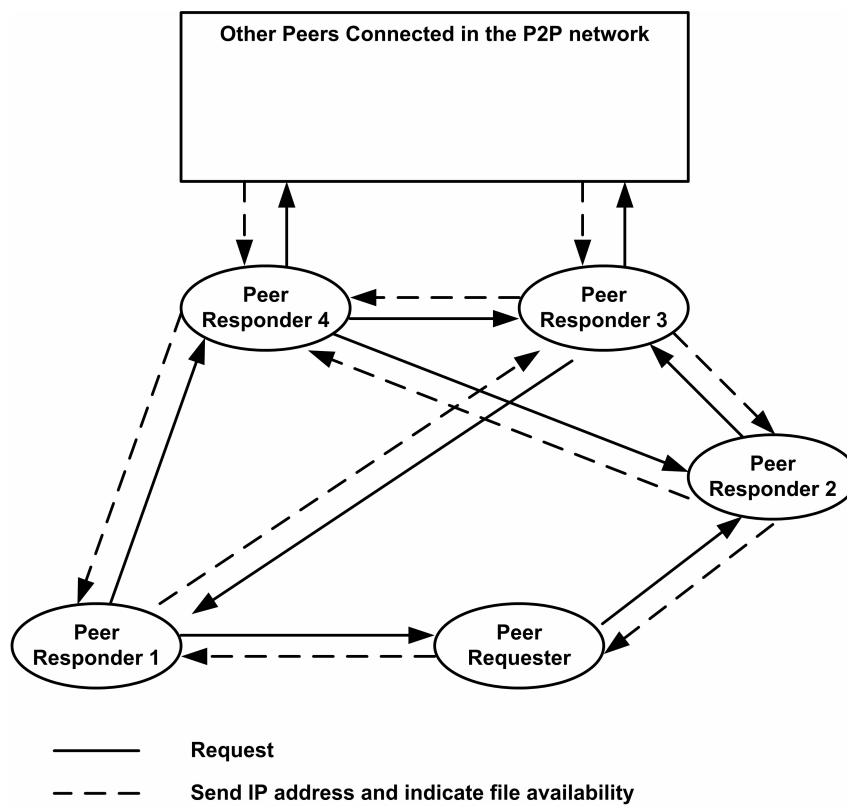 Other Peers Connected in the P2P network
Peer
Responder 4
Peer
Responder 3
Peer
Responder 2
Peer
Responder 1
Peer
Requester
Request
Send IP address and indicate file availability